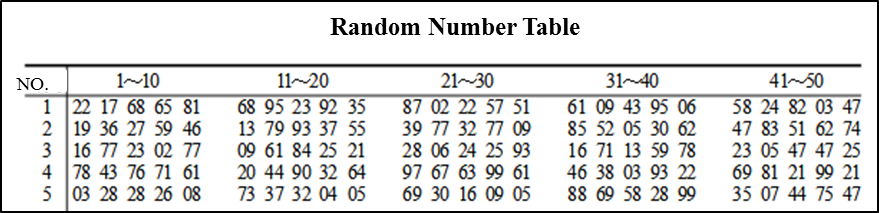 Random Number Table
NO. 1~10 11~20 21~30 31~40 41~50
1 22 17 68 65 81 68 95 23 92 35 87 02 22 57 51 61 09 43 95 06 58 24 82 03 47
2 19 36 27 59 46 13 79 93 37 55 39 77 32 77 09 85 52 05 30 62 47 83 51 62 74
3 16 77 23 02 77 09 61 84 25 21 28 06 24 25 93 16 71 13 59 78 23 05 47 47 25
4 78 43 76 71 61 20 44 90 32 64 97 67 63 99 61 46 38 03 93 22 69 81 21 99 21
5 03 28 28 26 08 73 37 32 04 05 69 30 16 09 05 88 69 58 28 99 35 07 44 75 47